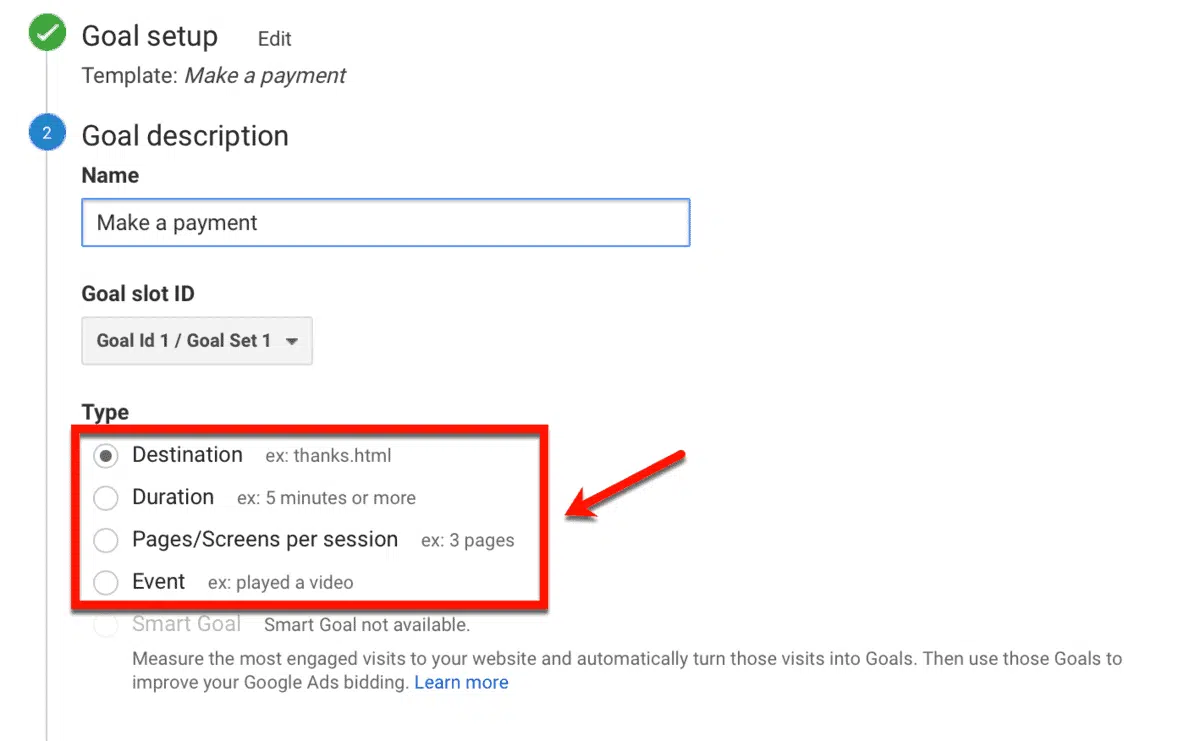 Goal setup Edit
Template: Make a payment
2 Goal description
Name
Make a payment
Goal slot ID
Goal Id 1 / Goal Set 1
Type
Destination ex: thanks.html
Duration ex: 5 minutes or more
Pages/Screens per session ex: 3 pages
Event ex: played a video
Smart Goal Smart Goal not available.
Measure the most engaged visits to your website and automatically turn those visits into Goals. Then use those Goals to
improve your Google Ads bidding. Learn more